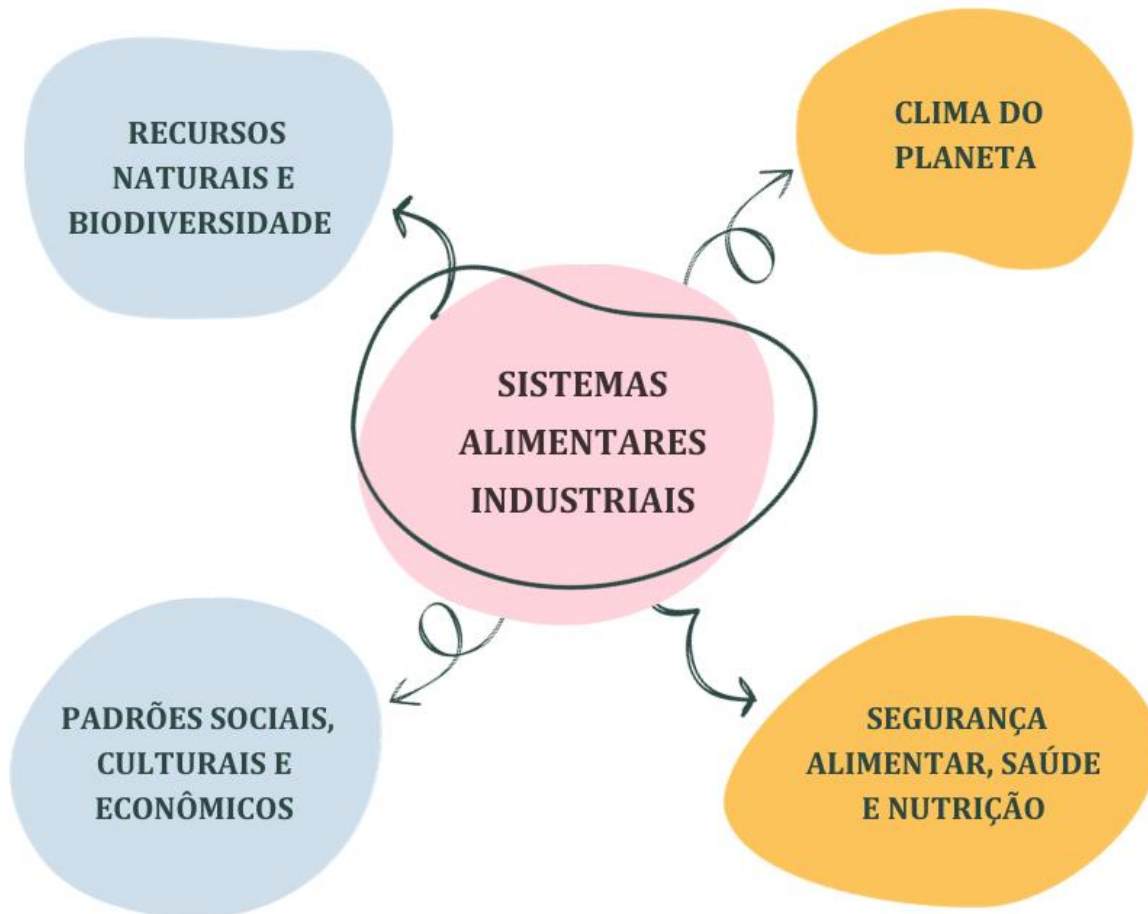 RECURSOS
NATURAIS E
BIODIVERSIDADE
CLIMA DO
PLANETA
SISTEMAS
ALIMENTARES
INDUSTRIAIS
PADRÕES SOCIAIS,
CULTURAIS E
ECONÔMICOS
SEGURANÇA
ALIMENTAR, SAÚDE
E NUTRIÇÃO